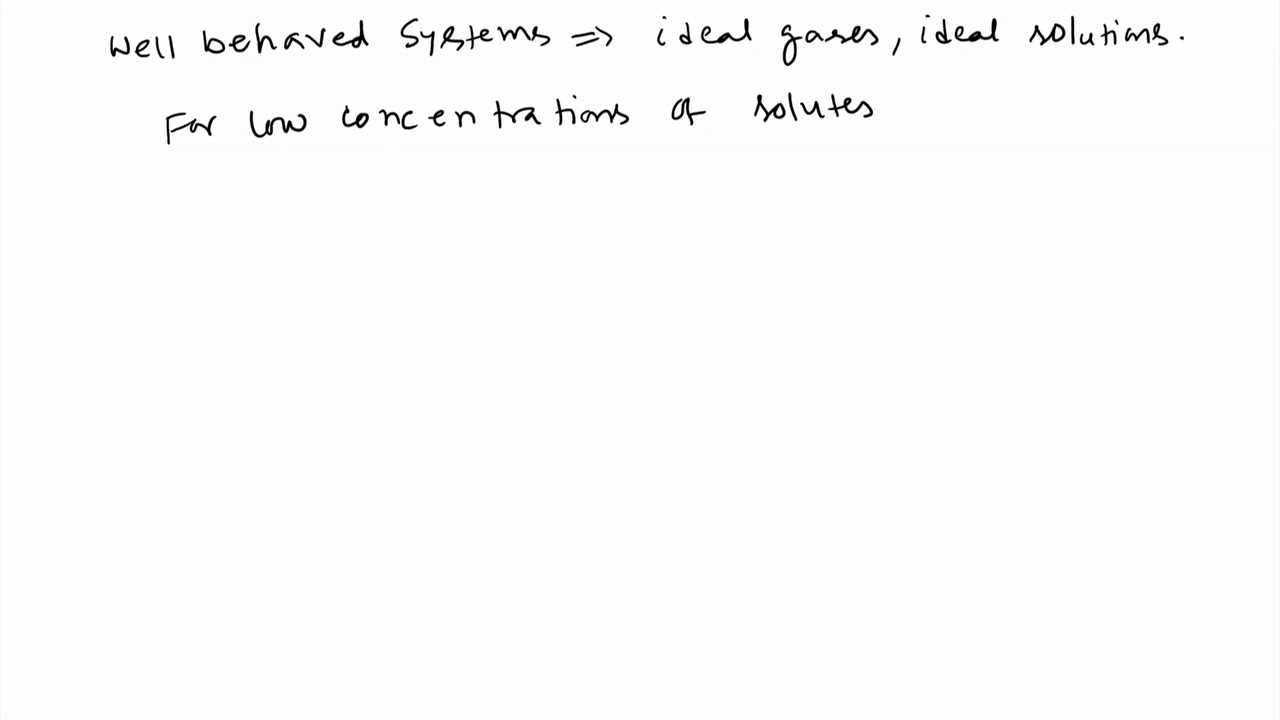 Well behaved Systems => ideal gases, ideal solutions.
For low concentrations of solutes